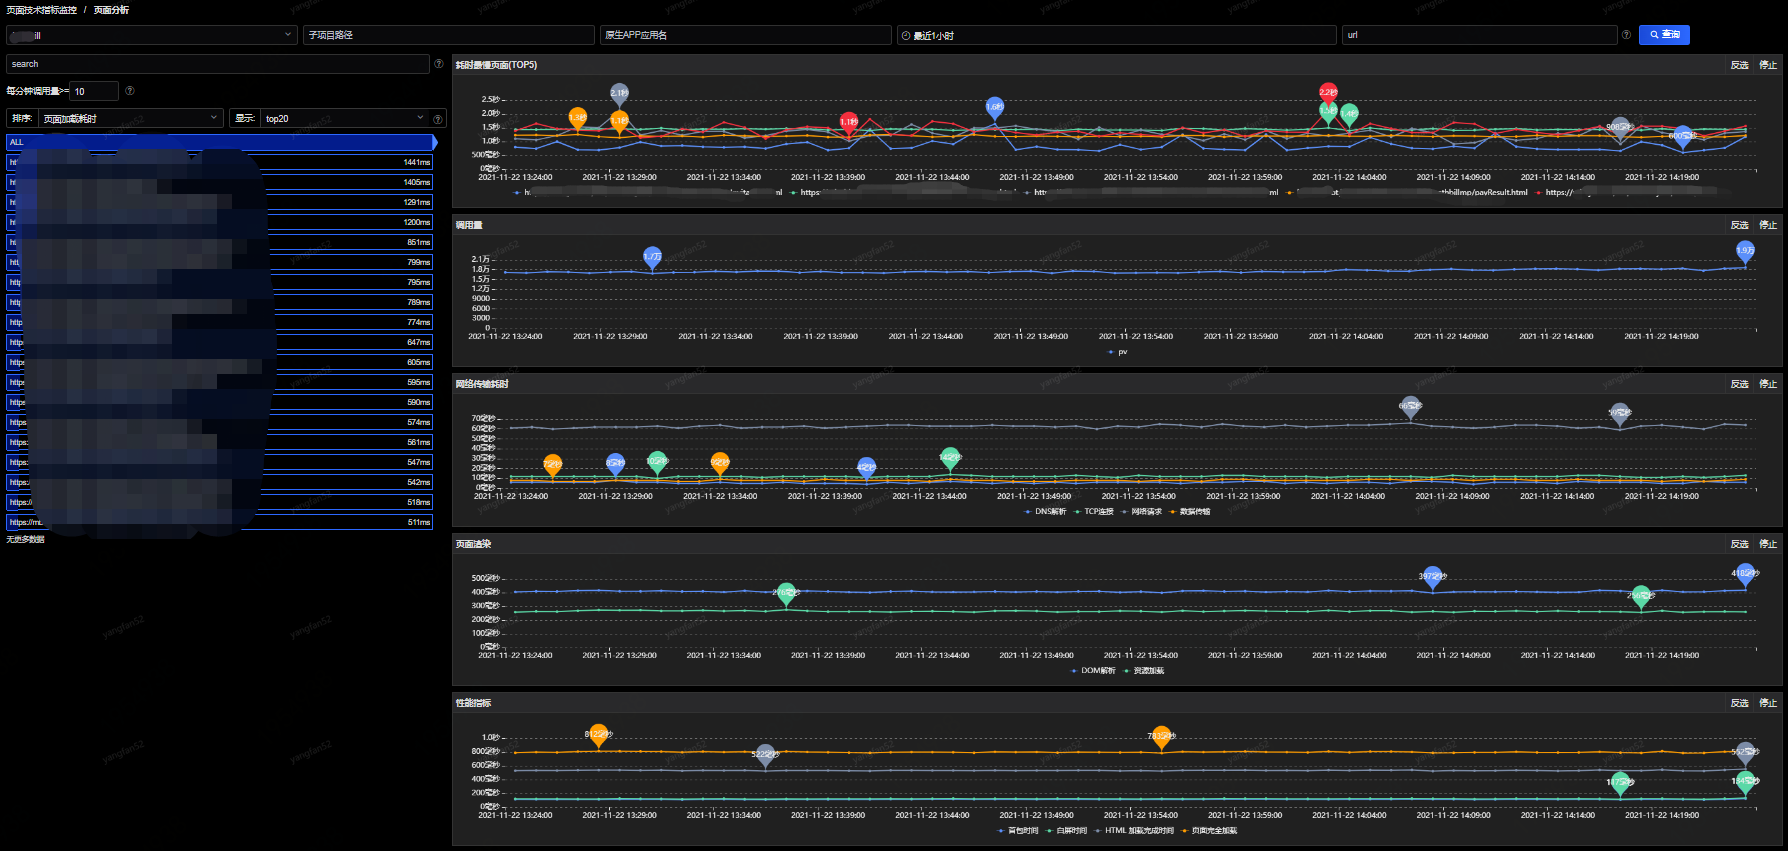 页面技术指标监控 / 页面分析
ill
子项目路径
原生APP应用名
最近1小时
url
查询
search
每分钟调用量>= 10
排序: 页面加载耗时
显示: top20
ALL
1441ms
1405ms
1291ms
1200ms
851ms
799ms
795ms
789ms
774ms
647ms
605ms
595ms
590ms
574ms
561ms
547ms
542ms
518ms
511ms
无更多数据
耗时最慢页面(TOP5) 反选 停止
2.5秒
2.0秒
1.5秒
1.0秒
500毫秒
0毫秒
1.3秒 2.1秒 1.1秒 1.1秒 1.6秒 2.2秒 1.5秒 1.4秒 908毫秒 600毫秒
2021-11-22 13:24:00 2021-11-22 13:29:00 2021-11-22 13:34:00 2021-11-22 13:39:00 2021-11-22 13:44:00 2021-11-22 13:49:00 2021-11-22 13:54:00 2021-11-22 13:59:00 2021-11-22 14:04:00 2021-11-22 14:09:00 2021-11-22 14:14:00 2021-11-22 14:19:00
调用量 反选 停止
2.1万
1.8万
1.5万
1.2万
9000
6000
3000
0
1.7万 1.9万
2021-11-22 13:24:00 2021-11-22 13:29:00 2021-11-22 13:34:00 2021-11-22 13:39:00 2021-11-22 13:44:00 2021-11-22 13:49:00 2021-11-22 13:54:00 2021-11-22 13:59:00 2021-11-22 14:04:00 2021-11-22 14:09:00 2021-11-22 14:14:00 2021-11-22 14:19:00
pv
网络传输耗时 反选 停止
70毫秒
60毫秒
50毫秒
40毫秒
30毫秒
20毫秒
10毫秒
0毫秒
66毫秒 59毫秒 14毫秒
2021-11-22 13:24:00 2021-11-22 13:29:00 2021-11-22 13:34:00 2021-11-22 13:39:00 2021-11-22 13:44:00 2021-11-22 13:49:00 2021-11-22 13:54:00 2021-11-22 13:59:00 2021-11-22 14:04:00 2021-11-22 14:09:00 2021-11-22 14:14:00 2021-11-22 14:19:00
DNS解析 TCP连接 网络请求 数据传输
页面渲染 反选 停止
500毫秒
400毫秒
300毫秒
200毫秒
100毫秒
0毫秒
276毫秒 397毫秒 256毫秒 418毫秒
2021-11-22 13:24:00 2021-11-22 13:29:00 2021-11-22 13:34:00 2021-11-22 13:39:00 2021-11-22 13:44:00 2021-11-22 13:49:00 2021-11-22 13:54:00 2021-11-22 13:59:00 2021-11-22 14:04:00 2021-11-22 14:09:00 2021-11-22 14:14:00 2021-11-22 14:19:00
DOM解析 资源加载
性能指标 反选 停止
1.0秒
800毫秒
600毫秒
400毫秒
200毫秒
0毫秒
812毫秒 522毫秒 783毫秒 552毫秒
2021-11-22 13:24:00 2021-11-22 13:29:00 2021-11-22 13:34:00 2021-11-22 13:39:00 2021-11-22 13:44:00 2021-11-22 13:49:00 2021-11-22 13:54:00 2021-11-22 13:59:00 2021-11-22 14:04:00 2021-11-22 14:09:00 2021-11-22 14:14:00 2021-11-22 14:19:00
首包时间 白屏时间 HTML 加载完成时间 页面完全加载
yangfan52